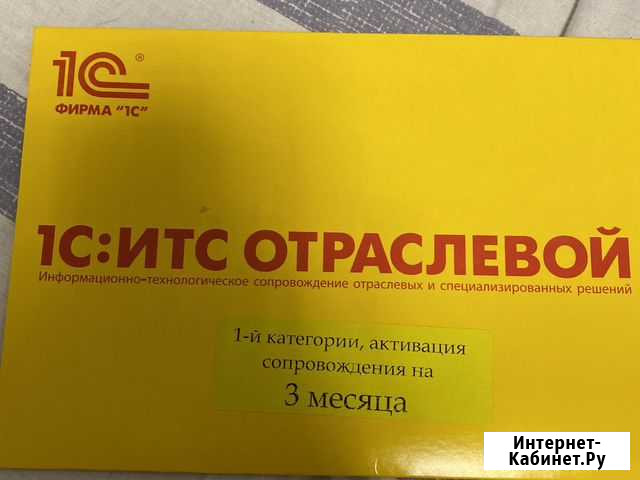 1С®
ФИРМА "1С"
1С:ИТС ОТРАСЛЕВОЙ
Информационно-технологическое сопровождение отраслевых и специализированных решений
1-й категории, активация
сопровождения на
3 месяца
Интернет-
Кабинет.Ру